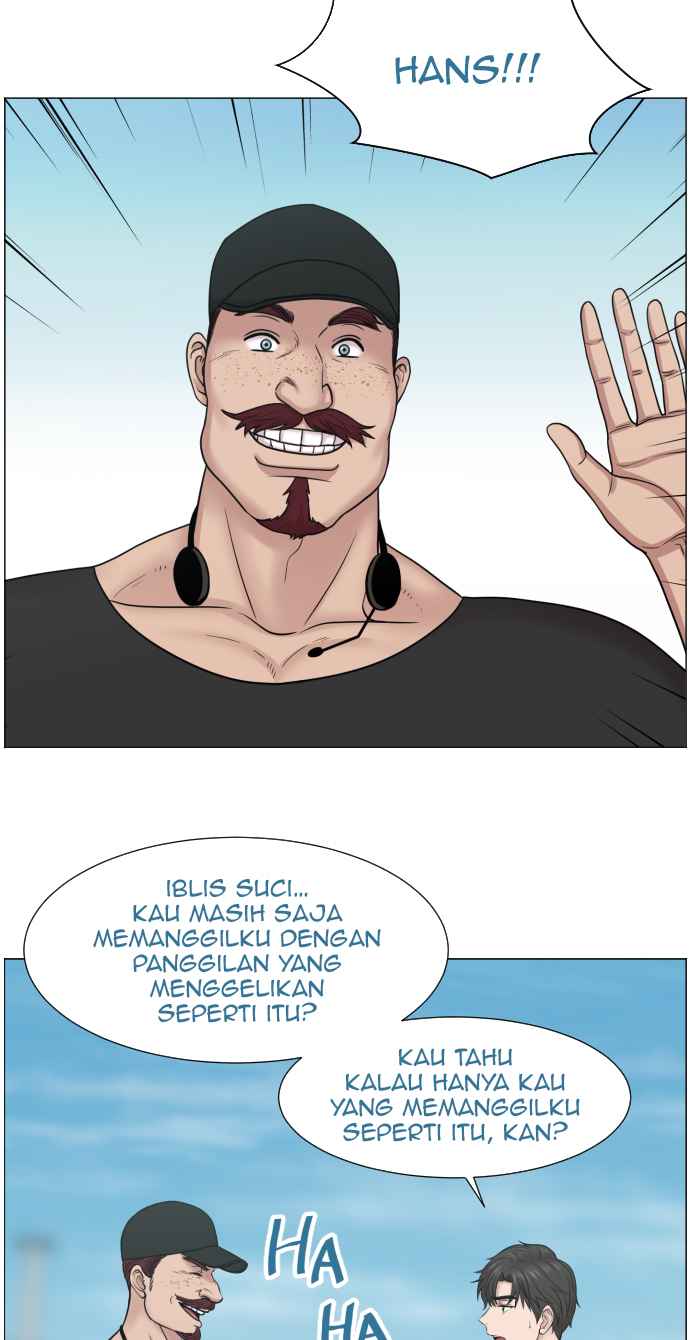 HANS!!!
IBLIS SUCI...
KAU MASIH SAJA
MEMANGGILKU DENGAN
PANGGILAN YANG
MENGGELIKAN
SEPERTI ITU?
KAU TAHU
KALAU HANYA KAU
YANG MEMANGGILKU
SEPERTI ITU, KAN?
HA
HA
HA